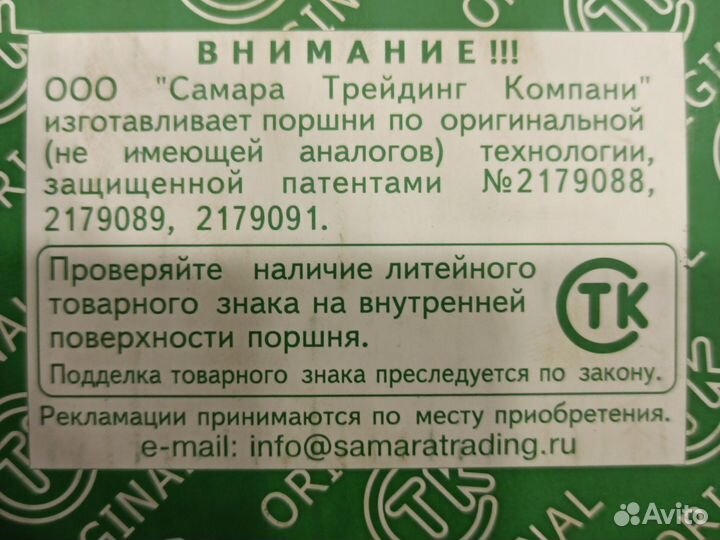 ВНИМАНИЕ!!!
ООО "Самара Трейдинг Компани"
изготавливает поршни по оригинальной
(не имеющей аналогов) технологии,
защищенной патентами №2179088,
2179089, 2179091.
Проверяйте наличие литейного
товарного знака на внутренней
поверхности поршня.
СТК
Подделка товарного знака преследуется по закону.
Рекламации принимаются по месту приобретения.
e-mail: info@samaratrading.ru
ORIGINAL
Avito